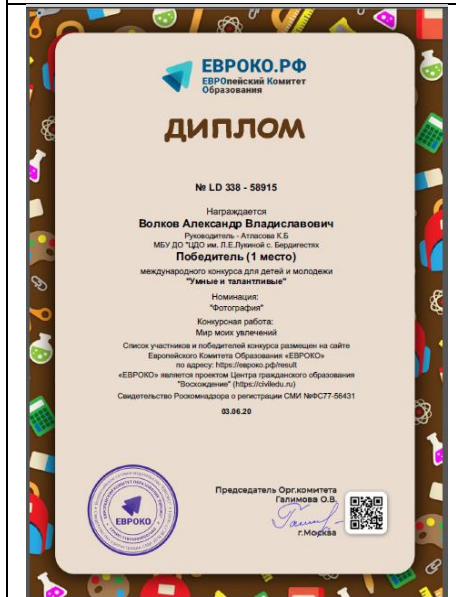 ЕВРОКО.РФ
ЕВРОпейский Комитет
Образования
ДИПЛОМ
№ LD 338 - 58915
Награждается
Волков Александр Владиславович
Руководитель - Атласова К.Б
МБУ ДО "ЦДО им. Л.Е.Лукиной с. Бердигестях
Победитель (1 место)
международного конкурса для детей и молодежи
"Умные и талантливые"
Номинация:
"Фотография"
Конкурсная работа:
Мир моих увлечений
Список участников и победителей конкурса размещен на сайте
Европейского Комитета Образования «ЕВРОКО»
по адресу: https://евроко.рф/result
«ЕВРОКО» является проектом Центра гражданского образования
"Восхождение" (https://civiledu.ru)
Свидетельство Роскомнадзора о регистрации СМИ №ФС77-56431
03.06.20
Председатель Орг.комитета
Галимова О.В.
г.Москва
ЕВРОКО